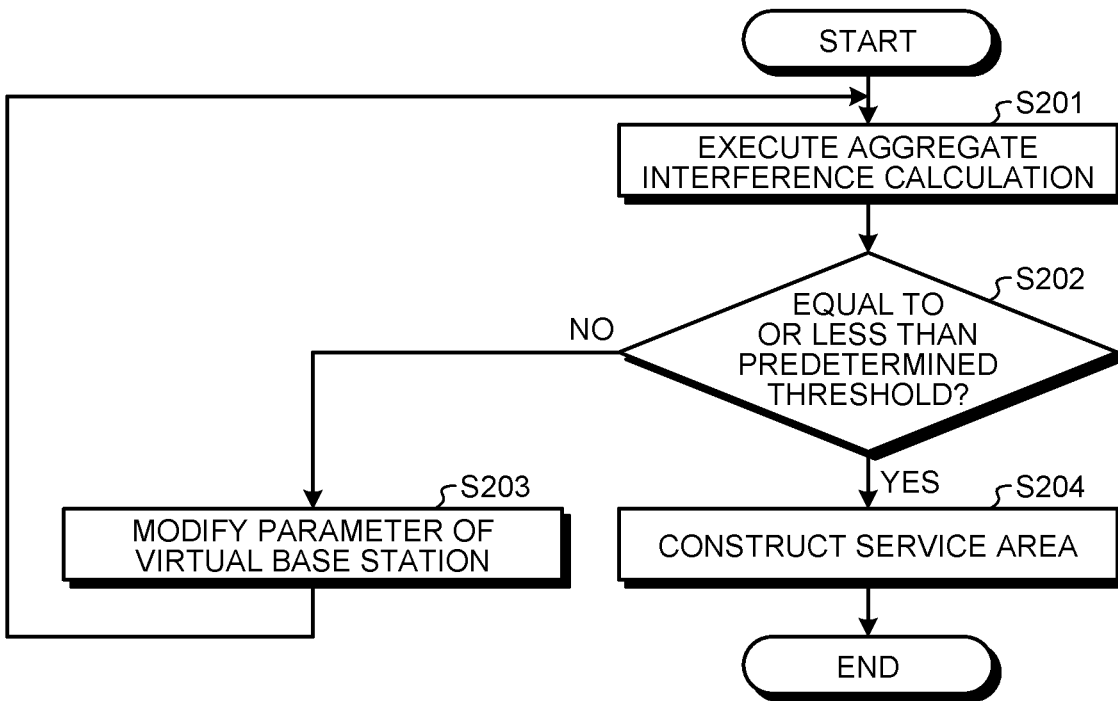 START
S201
EXECUTE AGGREGATE
INTERFERENCE CALCULATION
S202
EQUAL TO
OR LESS THAN
PREDETERMINED
THRESHOLD?
NO
YES
S203
MODIFY PARAMETER OF
VIRTUAL BASE STATION
S204
CONSTRUCT SERVICE AREA
END